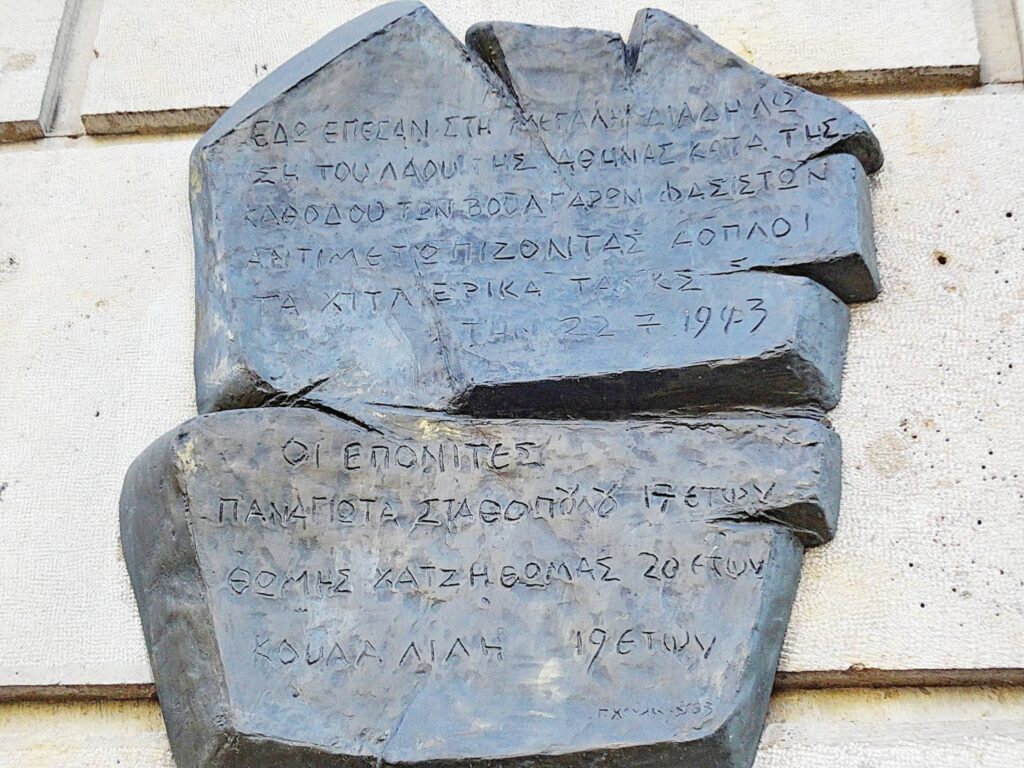 ΕΔΩ ΕΠΕΣΑΝ ΣΤΗ ΜΕΓΑΛΗ ΔΙΑΔΗΛΩ
ΣΗ ΤΟΥ ΛΑΟΥ ΤΗΣ ΑΘΗΝΑΣ ΚΑΤΑ ΤΗΣ
ΚΑΘΟΔΟΥ ΤΩΝ ΒΟΥΛΓΑΡΩΝ ΦΑΣΙΣΤΩΝ
ΑΝΤΙΜΕΤΩΠΙΖΟΝΤΑΣ ΑΟΠΛΟΙ
ΤΑ ΧΙΤΛΕΡΙΚΑ ΤΑΝΚΣ
ΤΗΝ 22 7 1943
ΟΙ ΕΠΟΝΙΤΕΣ
ΠΑΝΑΓΙΩΤΑ ΣΤΑΘΟΠȢΛȢ 17 ΕΤΩΝ
ΘΩΜΗΣ ΧΑΤΖΗΘΩΜΑΣ 20 ΕΤΩΝ
ΚΟΥΛΑ ΛΙΛΗ 19 ΕΤΩΝ